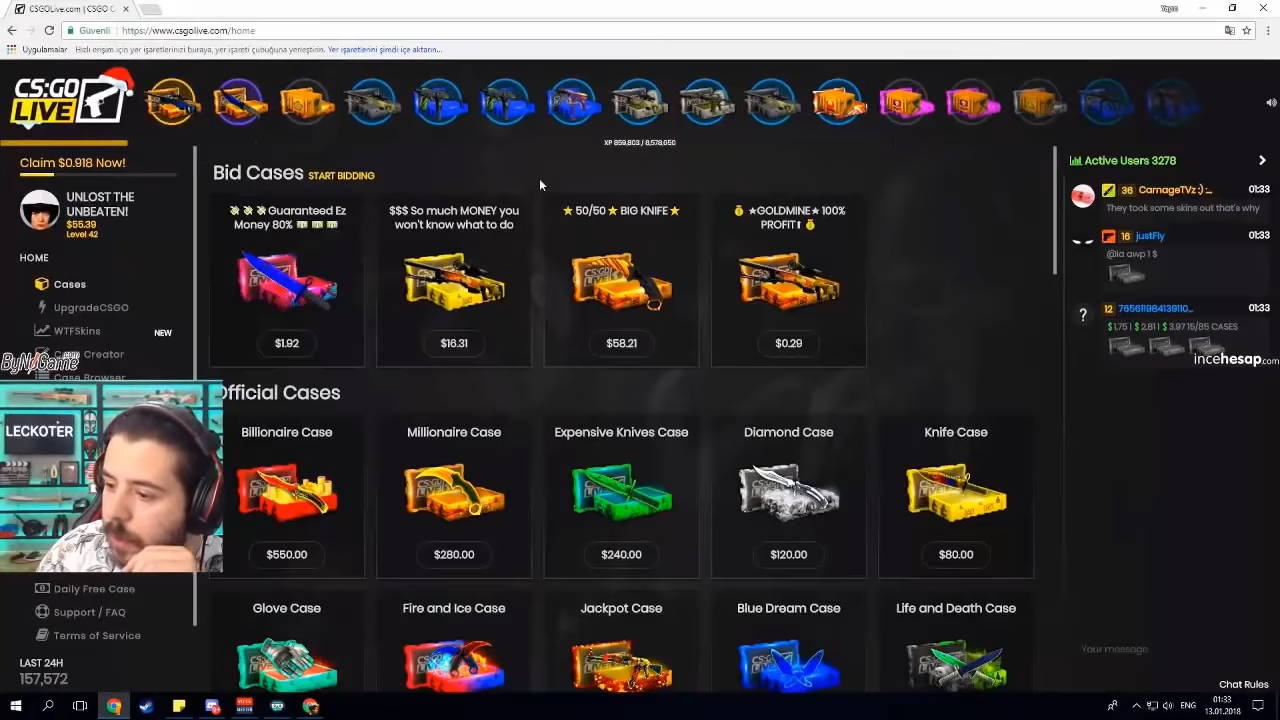 CSGOLive.com | CSGO C
Yağız
Güvenli
https://www.csgolive.com/home
Uygulamalar
Hızlı erişim için yer işaretlerinizi buraya, yer işareti çubuğuna yerleştirin. Yer işaretlerini şimdi içe aktarın...
CS:GO
LIVE
XP 859,803 / 8,578,050
Claim $0.918 Now!
UNLOST THE
UNBEATEN!
$55.39
Level 42
HOME
Cases
UpgradeCSGO
WTFSkins
NEW
Creator
Case Browser
ByNoGame.com
LECKOTER
Daily Free Case
Support / FAQ
Terms of Service
LAST 24H
157,572
Bid Cases START BIDDING
Guaranteed Ez
Money 80%
$1.92
$$$ So much MONEY you
won't know what to do
$16.31
★ 50/50 ★ BIG KNIFE ★
$58.21
★GOLDMINE★ 100%
PROFIT!
$0.29
Official Cases
Billionaire Case
$550.00
Millionaire Case
$280.00
Expensive Knives Case
$240.00
Diamond Case
$120.00
Knife Case
$80.00
Glove Case
Fire and Ice Case
Jackpot Case
Blue Dream Case
Life and Death Case
Active Users 3278
36 CarnageTVz :) ...
01:33
They took some skins out that's why
16 justFly
01:33
@la awp 1 $
12 765611984139110...
01:33
$1.75 | $2.81 | $3.97 15/85 CASES
incehesap.com
Your message
Chat Rules
ENG
01:33
13.01.2018